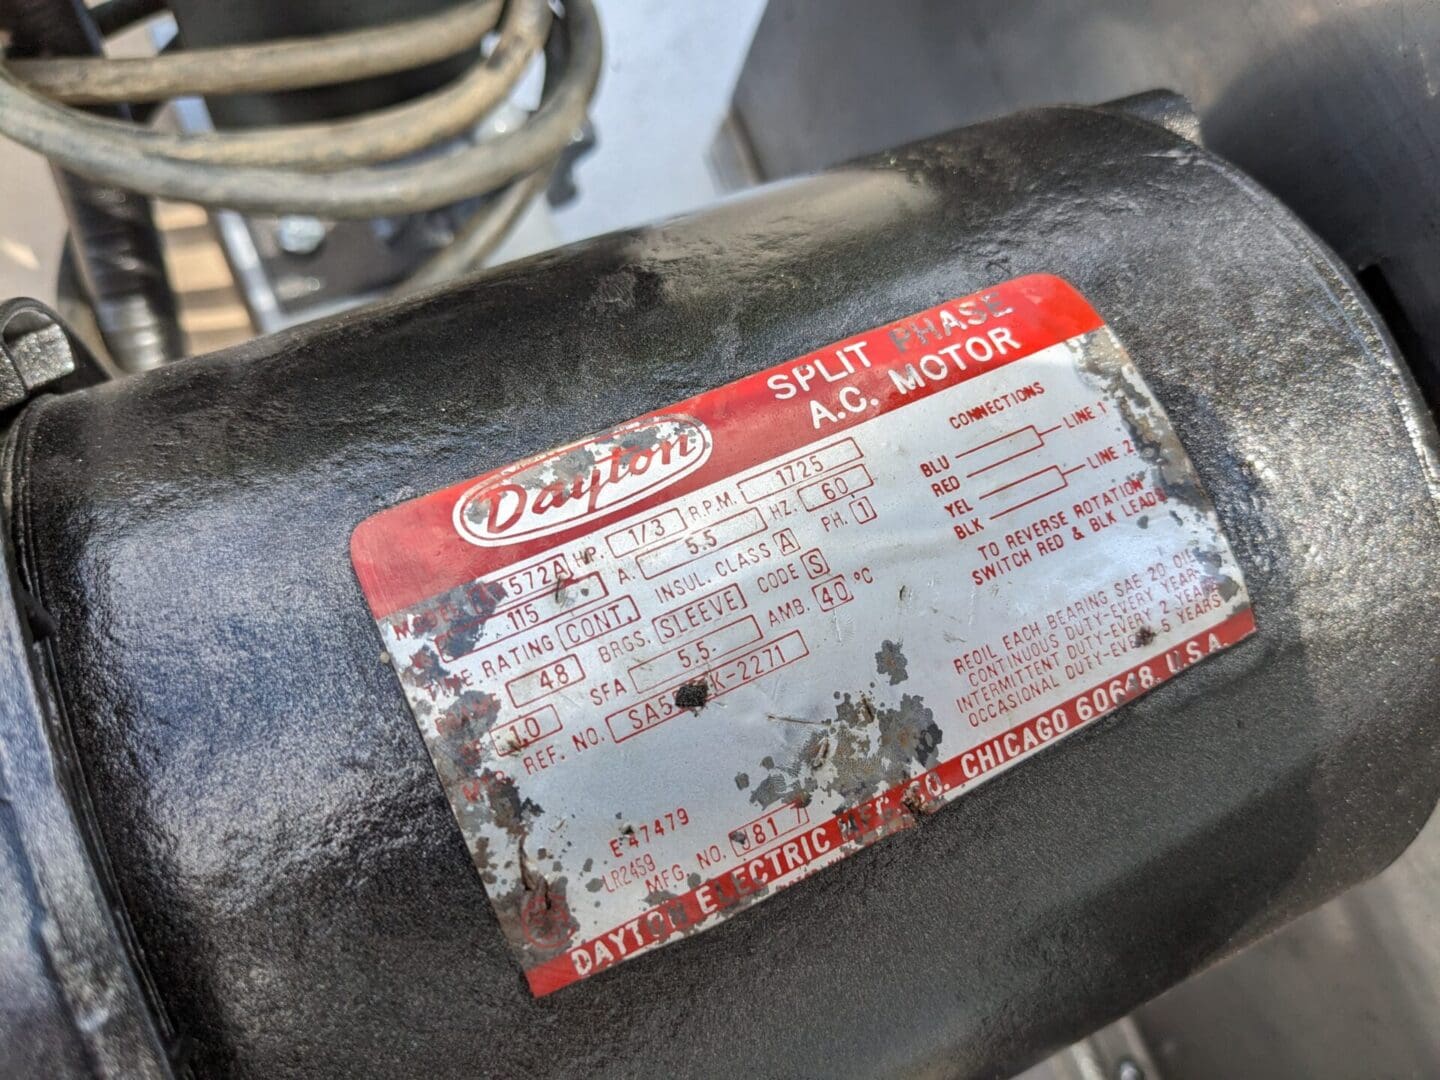 Dayton
SPLIT PHASE
A.C. MOTOR
572A HP. 1/3 R.P.M. 1725
115 A. 5.5 HZ. 60
TIME RATING CONT. INSUL. CLASS A PH. 1
48 BRGS. SLEEVE CODE S
1.0 SFA 5.5. AMB. 40 °C
REF. NO. K-2271
E 47479
LR2459
MFG. NO.
CONNECTIONS
BLU
RED
LINE 1
YEL
BLK
LINE 2
TO REVERSE ROTATION
SWITCH RED & BLK LEADS
REOIL EACH BEARING SAE 20 OIL
CONTINUOUS DUTY-EVERY YEAR
INTERMITTENT DUTY-EVERY 2 YEARS
OCCASIONAL DUTY-EVERY 5 YEARS
DAYTON ELECTRIC MFG. CO. CHICAGO 60648, U.S.A.